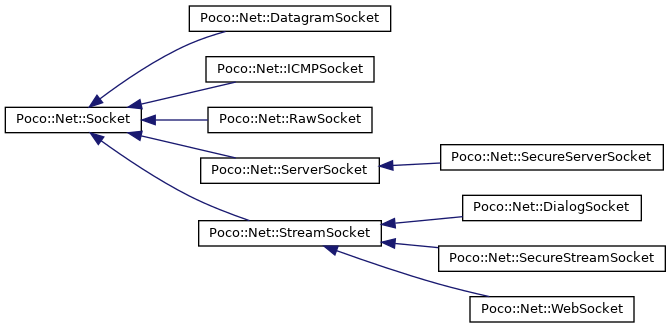 Poco::Net::DatagramSocket
Poco::Net::ICMPSocket
Poco::Net::Socket
Poco::Net::RawSocket
Poco::Net::ServerSocket
Poco::Net::SecureServerSocket
Poco::Net::DialogSocket
Poco::Net::StreamSocket
Poco::Net::SecureStreamSocket
Poco::Net::WebSocket